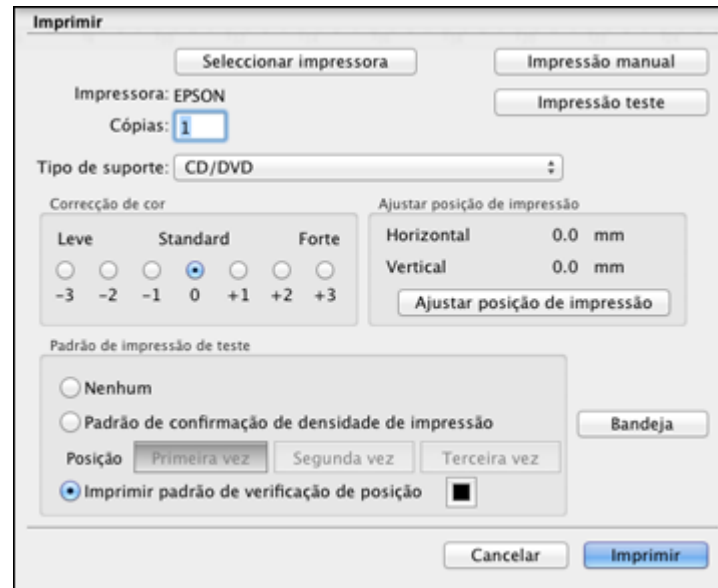 Imprimir
Seleccionar impressora
Impressão manual
Impressora: EPSON
Impressão teste
Cópias: 1
Tipo de suporte: CD/DVD
Correcção de cor
Leve Standard Forte
-3 -2 -1 0 +1 +2 +3
Ajustar posição de impressão
Horizontal 0.0 mm
Vertical 0.0 mm
Ajustar posição de impressão
Padrão de impressão de teste
Nenhum
Padrão de confirmação de densidade de impressão
Posição Primeira vez Segunda vez Terceira vez
Imprimir padrão de verificação de posição
Bandeja
Cancelar Imprimir